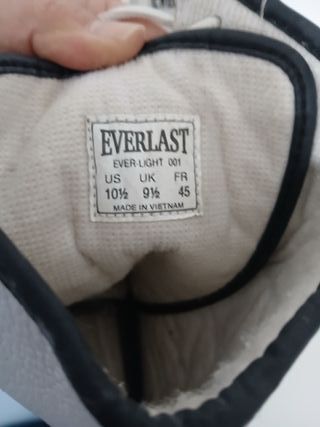 EVERLAST
EVER-LIGHT 001
US UK FR
10½ 9½ 45
MADE IN VIETNAM